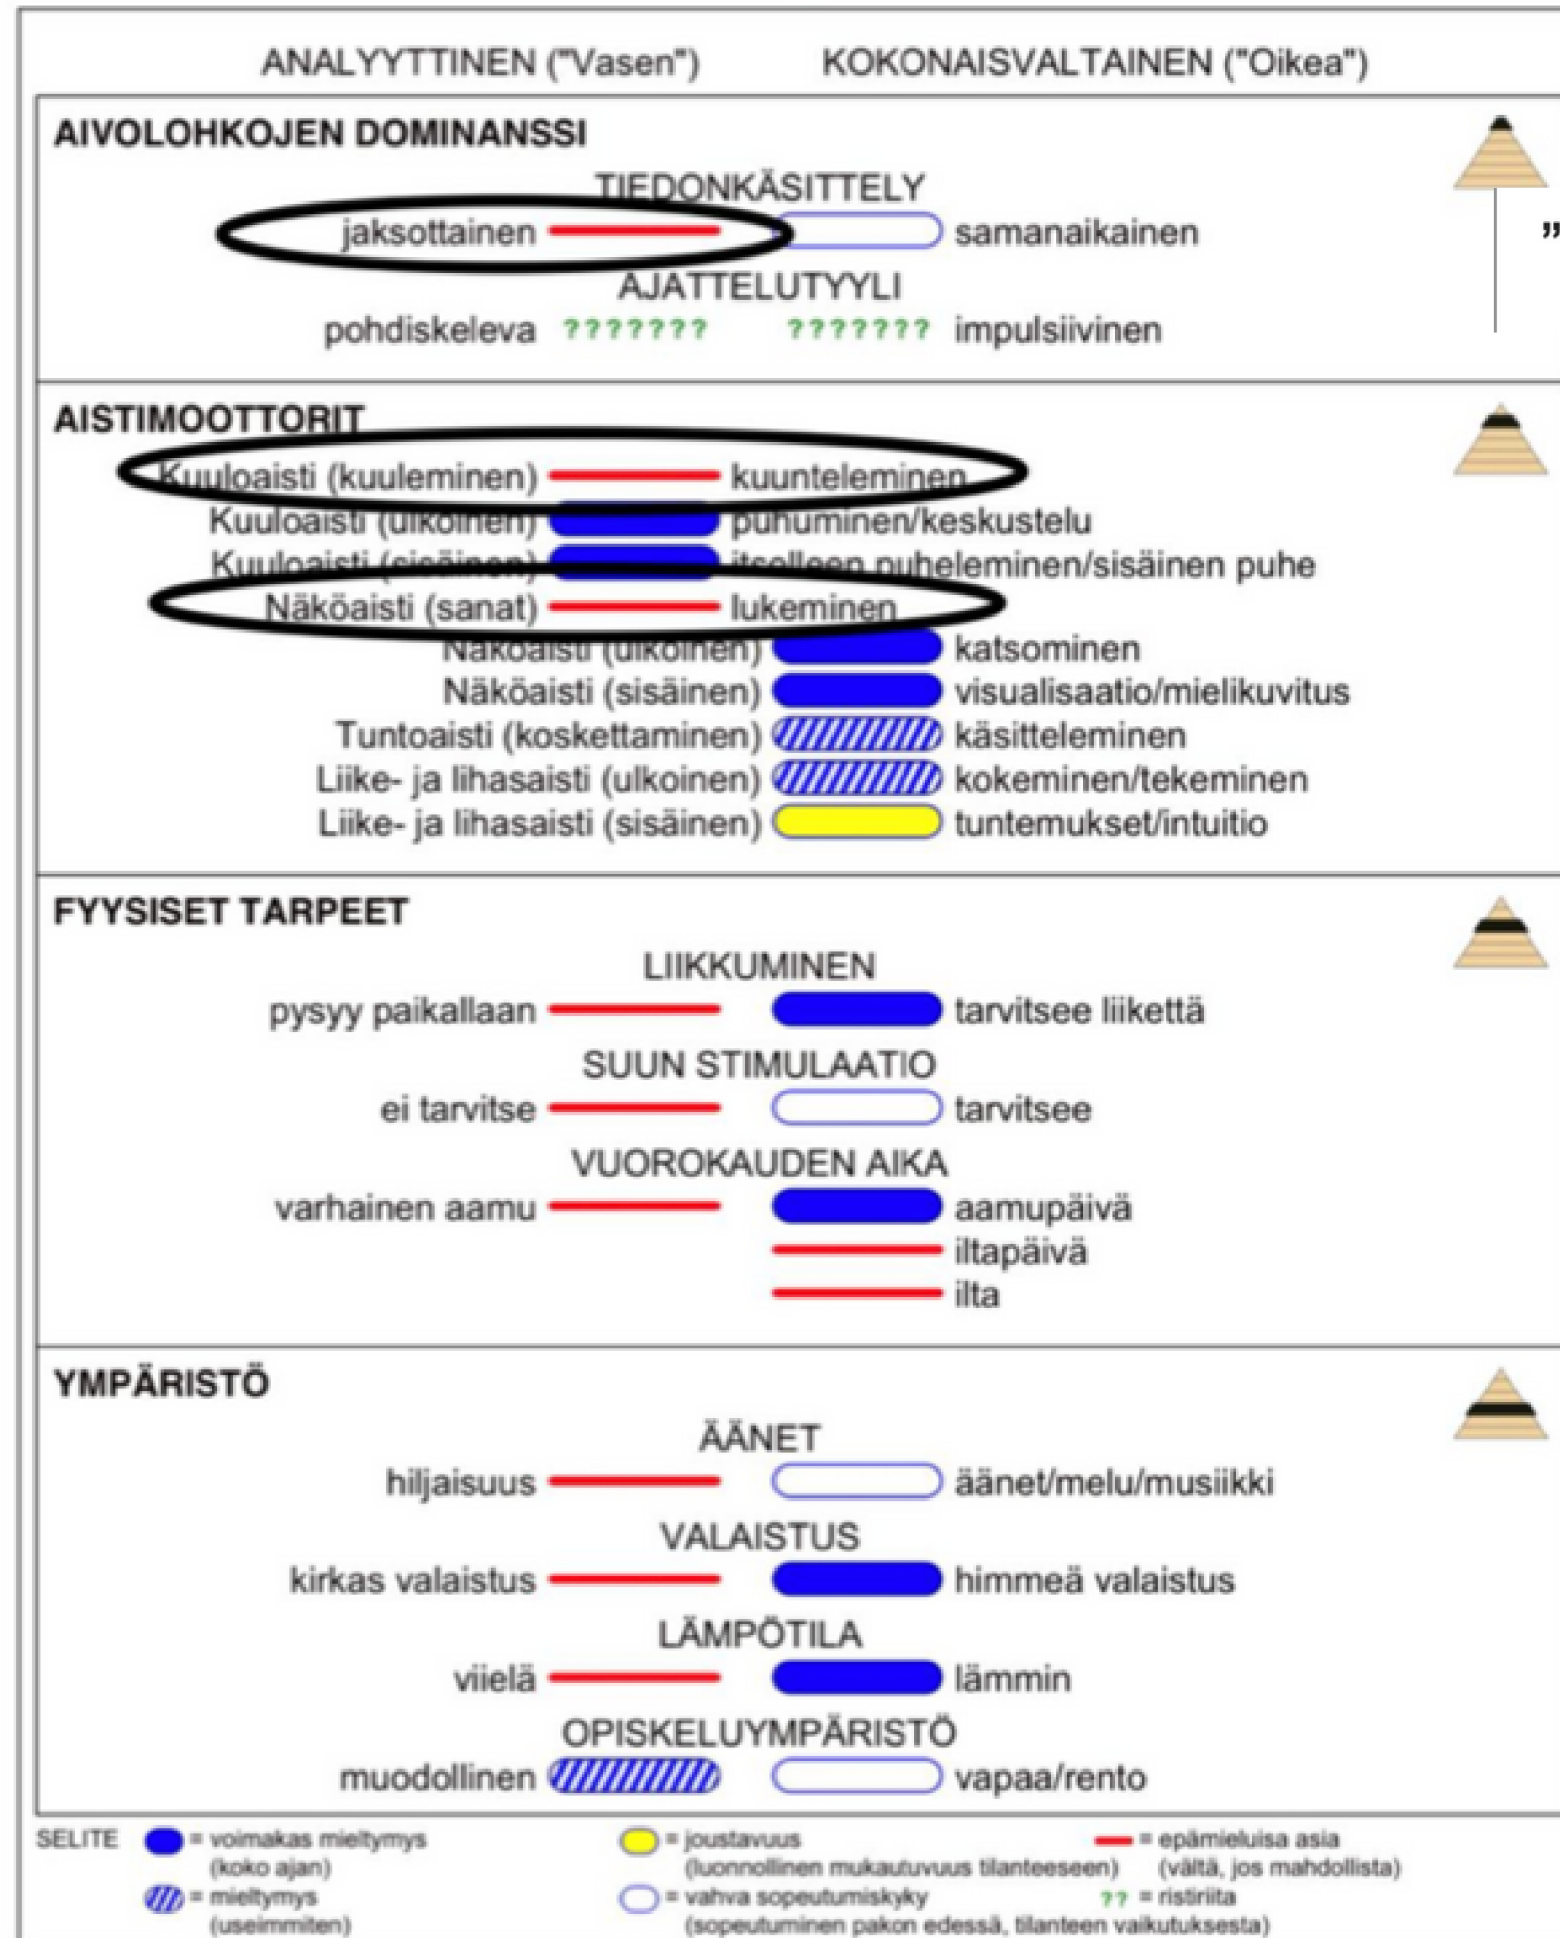 ANALYYTTINEN ("Vasen") KOKONAISVALTAINEN ("Oikea")
AIVOLOHKOJEN DOMINANSSI
TIEDONKÄSITTELY
jaksottainen samanaikainen
”
AJATTELUTYYLI
pohdiskeleva ??????? ??????? impulsiivinen
AISTIMOOTTORIT
Kuuloaisti (kuuleminen) kuunteleminen
Kuuloaisti (ulkoinen) puhuminen/keskustelu
Kuuloaisti (sisäinen) itselleen puheleminen/sisäinen puhe
Näköaisti (sanat) lukeminen
Näköaisti (ulkoinen) katsominen
Näköaisti (sisäinen) visualisaatio/mielikuvitus
Tuntoaisti (koskettaminen) käsitteleminen
Liike- ja lihasaisti (ulkoinen) kokeminen/tekeminen
Liike- ja lihasaisti (sisäinen) tuntemukset/intuitio
FYYSISET TARPEET
LIIKKUMINEN
pysyy paikallaan tarvitsee liikettä
SUUN STIMULAATIO
ei tarvitse tarvitsee
VUOROKAUDEN AIKA
varhainen aamu aamupäivä
iltapäivä
ilta
YMPÄRISTÖ
ÄÄNET
hiljaisuus äänet/melu/musiikki
VALAISTUS
kirkas valaistus himmeä valaistus
LÄMPÖTILA
viielä lämmin
OPISKELUYMPÄRISTÖ
muodollinen vapaa/rento
SELITE = voimakas mieltymys = joustavuus = epämieluisa asia
(koko ajan) (luonnollinen mukautuvuus tilanteeseen) (vältä, jos mahdollista)
= mieltymys = vahva sopeutumiskyky ?? = ristiriita
(useimmiten) (sopeutuminen pakon edessä, tilanteen vaikutuksesta)